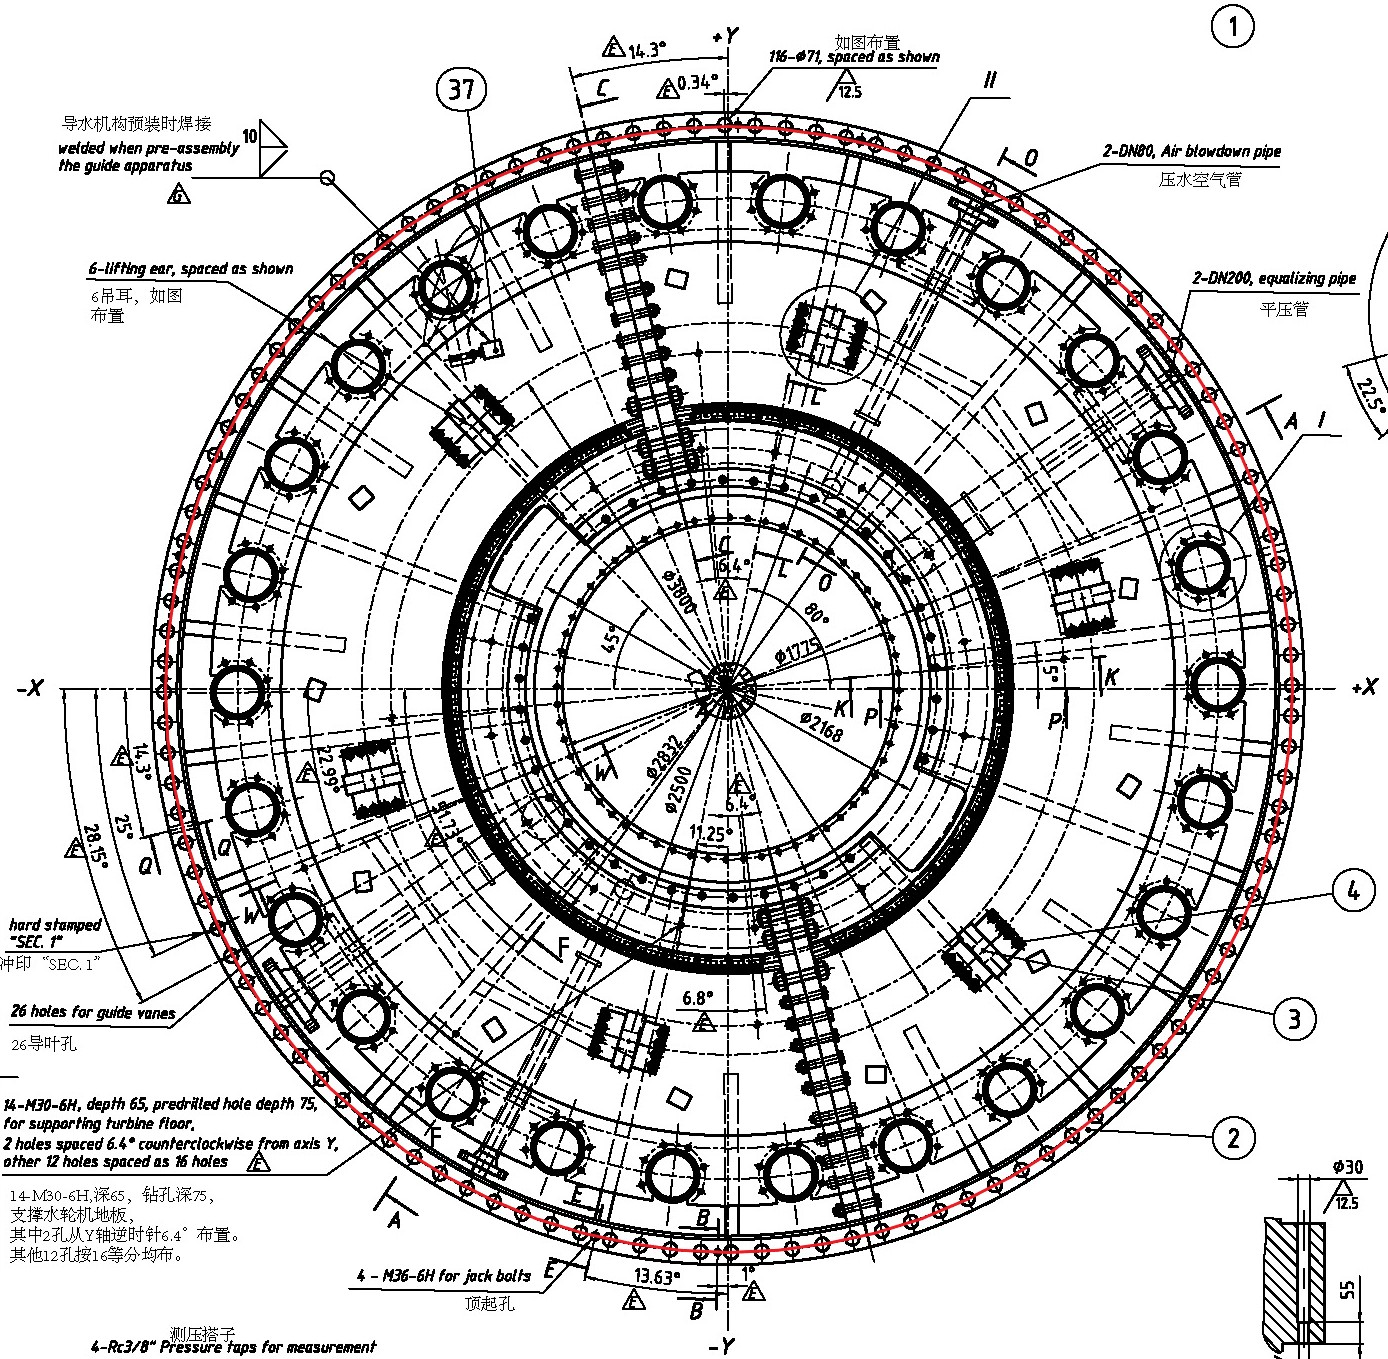 1
+Y
14.3°
E
如图布置
116-Ø71, spaced as shown
12.5
0.34°
E
C
II
37
导水机构预装时焊接
welded when pre-assembly
the guide apparatus
10
G
O
2-DN80, Air blowdown pipe
压水空气管
6-lifting ear, spaced as shown
6吊耳，如图
布置
2-DN200, equalizing pipe
平压管
22.5°
A
I
L
C
6.4°
E
L
O
Ø3800
45°
80°
Ø1775
-X
+X
5°
K
K
P
P
Ø2168
W
Ø2832
Ø2500
E
6.4°
11.25°
14.3°
E
22.99°
E
E
25°
28.15°
E
Q
Q
W
4
hard stamped
"SEC. 1"
冲印 “SEC.1”
F
26 holes for guide vanes
26导叶孔
6.8°
E
3
14-M30-6H, depth 65, predrilled hole depth 75,
for supporting turbine floor,
2 holes spaced 6.4° counterclockwise from axis Y,
other 12 holes spaced as 16 holes
E
F
2
14-M30-6H,深65，钻孔深75，
支撑水轮机地板，
其中2孔从Y轴逆时针6.4°布置。
其他12孔按16等分均布。
A
E
B
Ø30
12.5
4 - M36-6H for jack bolts
顶起孔
E
13.63°
E
1°
E
B
55
测压搭子
4-Rc3/8" Pressure taps for measurement
-Y